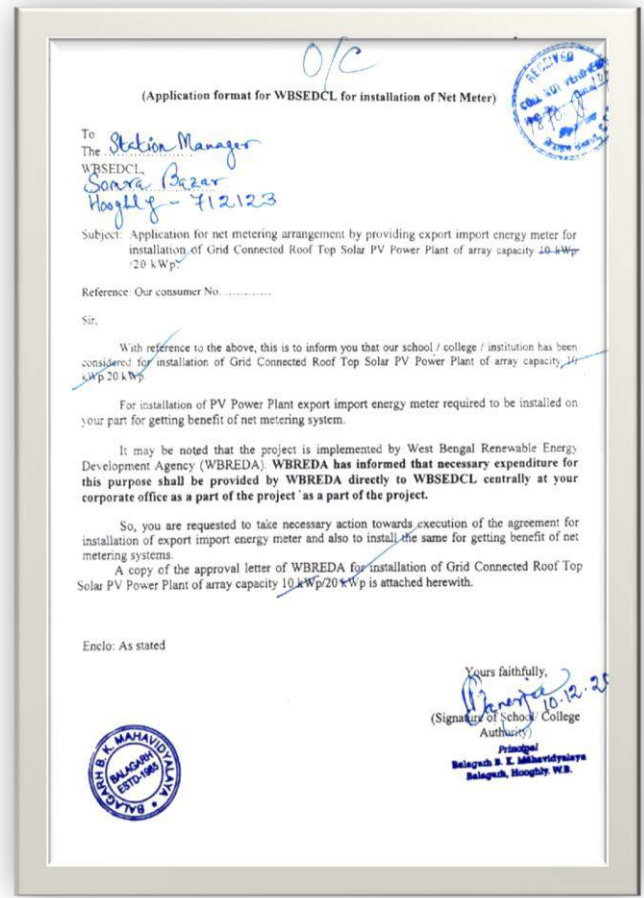 O/C
RECEIVED
(Application format for WBSEDCL for installation of Net Meter)
To
The Station Manager
WBSEDCL,
Somra Bazar
Hooghly - 712123
Subject: Application for net metering arrangement by providing export import energy meter for
installation of Grid Connected Roof Top Solar PV Power Plant of array capacity 10 kWp
/20 kWp.
Reference: Our consumer No. ............
Sir,
With reference to the above, this is to inform you that our school / college / institution has been
considered for installation of Grid Connected Roof Top Solar PV Power Plant of array capacity 10
kWp 20 kWp.
For installation of PV Power Plant export import energy meter required to be installed on
your part for getting benefit of net metering system.
It may be noted that the project is implemented by West Bengal Renewable Energy
Development Agency (WBREDA). WBREDA has informed that necessary expenditure for
this purpose shall be provided by WBREDA directly to WBSEDCL centrally at your
corporate office as a part of the project as a part of the project.
So, you are requested to take necessary action towards execution of the agreement for
installation of export import energy meter and also to install the same for getting benefit of net
metering systems.
A copy of the approval letter of WBREDA for installation of Grid Connected Roof Top
Solar PV Power Plant of array capacity 10 kWp/20 kWp is attached herewith.
Enclo: As stated
Yours faithfully,
Banerjee 10.12.20
(Signature of School/ College
Authority)
Principal
Balagarh B. K. Mahavidyalaya
Balagarh, Hooghly. W.B.
BALAGARH B. K. MAHAVIDYALAYA
BALAGARH
ESTD-1985